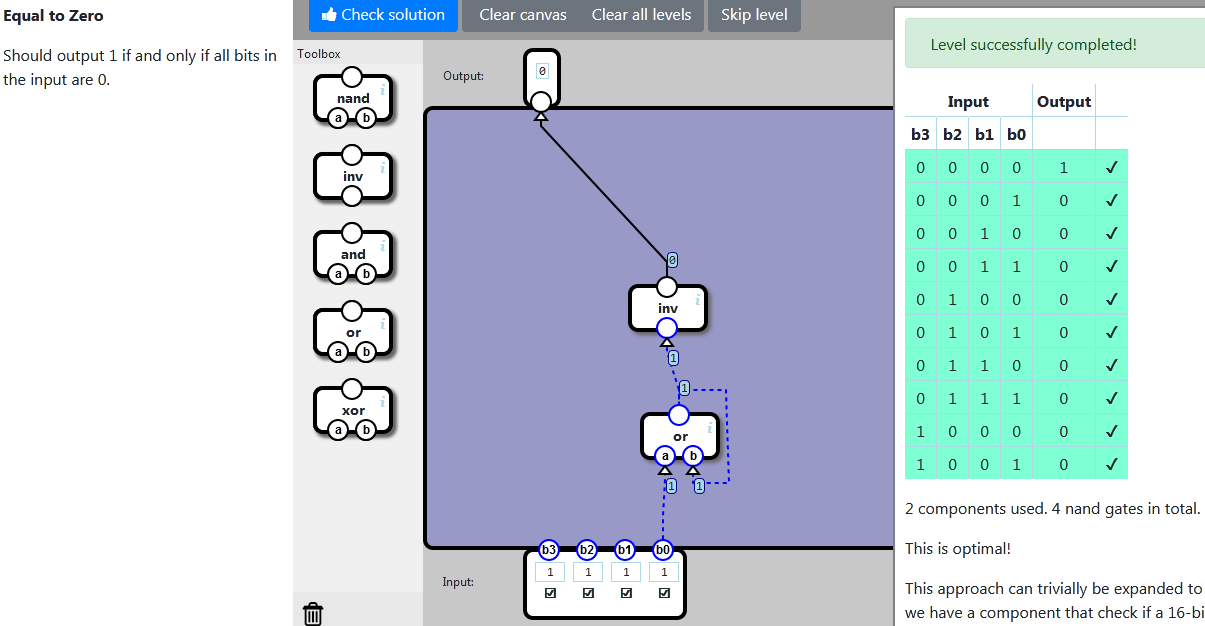 Equal to Zero
Should output 1 if and only if all bits in
the input are 0.
Check solution
Clear canvas
Clear all levels
Skip level
Toolbox
nand
a b
inv
and
a b
or
a b
xor
a b
Output:
0
0
inv
1
1
or
a b
1 1
b3 b2 b1 b0
Input:
1 1 1 1
Level successfully completed!
Input Output
b3 b2 b1 b0
0 0 0 0 1 ✓
0 0 0 1 0 ✓
0 0 1 0 0 ✓
0 0 1 1 0 ✓
0 1 0 0 0 ✓
0 1 0 1 0 ✓
0 1 1 0 0 ✓
0 1 1 1 0 ✓
1 0 0 0 0 ✓
1 0 0 1 0 ✓
2 components used. 4 nand gates in total.
This is optimal!
This approach can trivially be expanded to
we have a component that check if a 16-bi